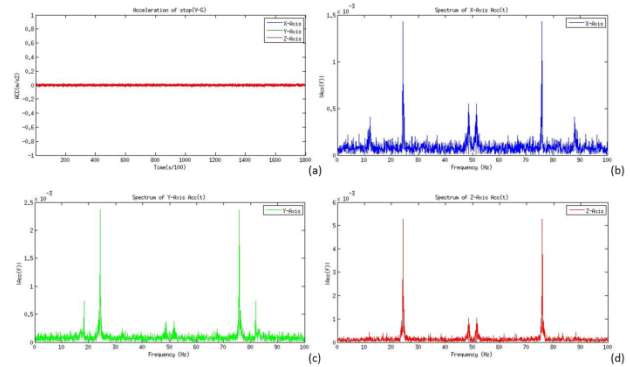 Acceleration of stop(V-G)
X-Axis
Y-Axis
Z-Axis
ACC(m/s2)
1
0,8
0,6
0,4
0,2
0
-0,2
-0,4
-0,6
-0,8
-1
200 400 600 800 1000 1200 1400 1600 1800
Time(s/100)
(a)
Spectrum of X-Axis Acc(t)
× 10 -3
X-Axis
|Acc(F)|
1,5
1
0,5
0
0 10 20 30 40 50 60 70 80 90 100
Frequency (Hz)
(b)
Spectrum of Y-Axis Acc(t)
× 10 -3
Y-Axis
|Acc(F)|
2,5
2
1,5
1
0,5
0
0 10 20 30 40 50 60 70 80 90 100
Frequency (Hz)
(c)
Spectrum of Z-Axis Acc(t)
× 10 -3
Z-Axis
|Acc(F)|
6
5
4
3
2
1
0
0 10 20 30 40 50 60 70 80 90 100
Frequency (Hz)
(d)